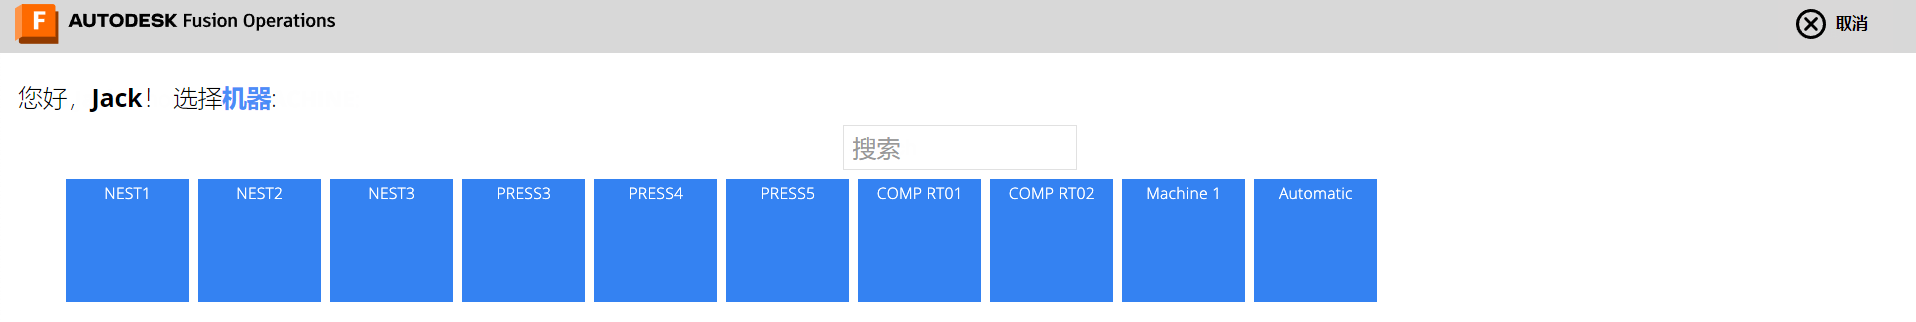 F AUTODESK Fusion Operations 取消
您好，Jack！ 选择机器:
搜索
NEST1 NEST2 NEST3 PRESS3 PRESS4 PRESS5 COMP RT01 COMP RT02 Machine 1 Automatic